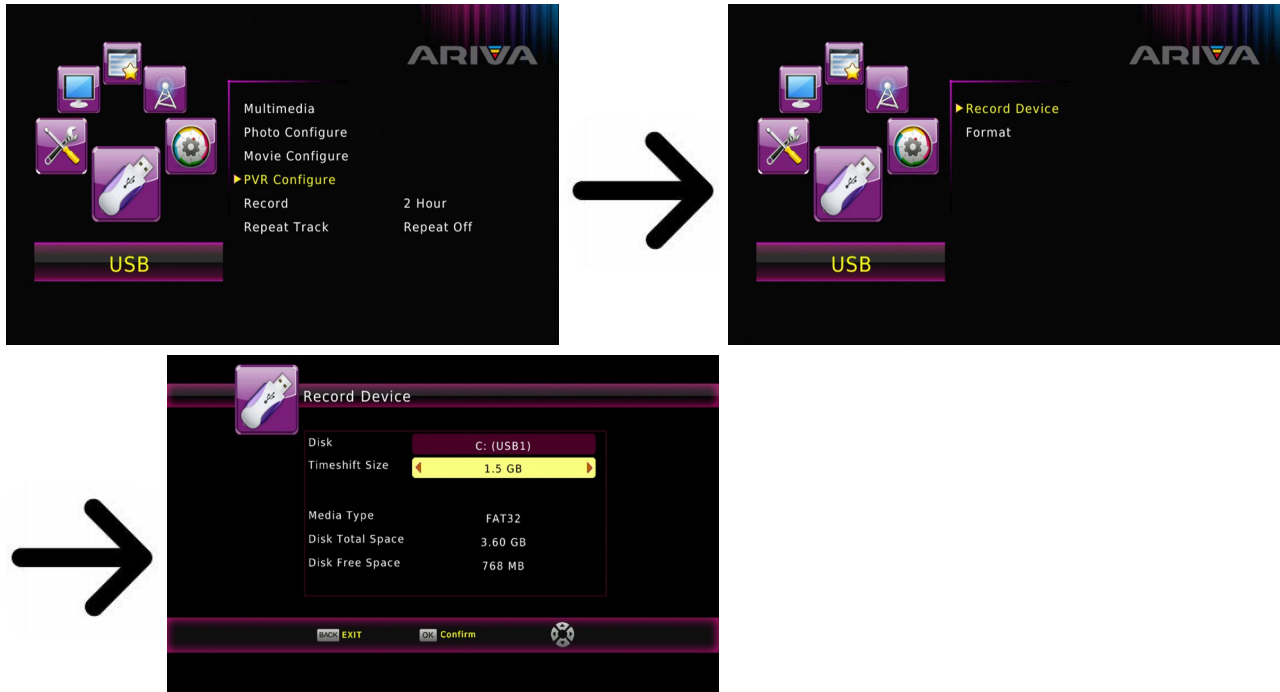 ARIVA
Multimedia
Photo Configure
Movie Configure
PVR Configure
Record 2 Hour
Repeat Track Repeat Off
USB
ARIVA
Record Device
Format
USB
Record Device
Disk C: (USB1)
Timeshift Size 1.5 GB
Media Type FAT32
Disk Total Space 3.60 GB
Disk Free Space 768 MB
BACK EXIT OK Confirm